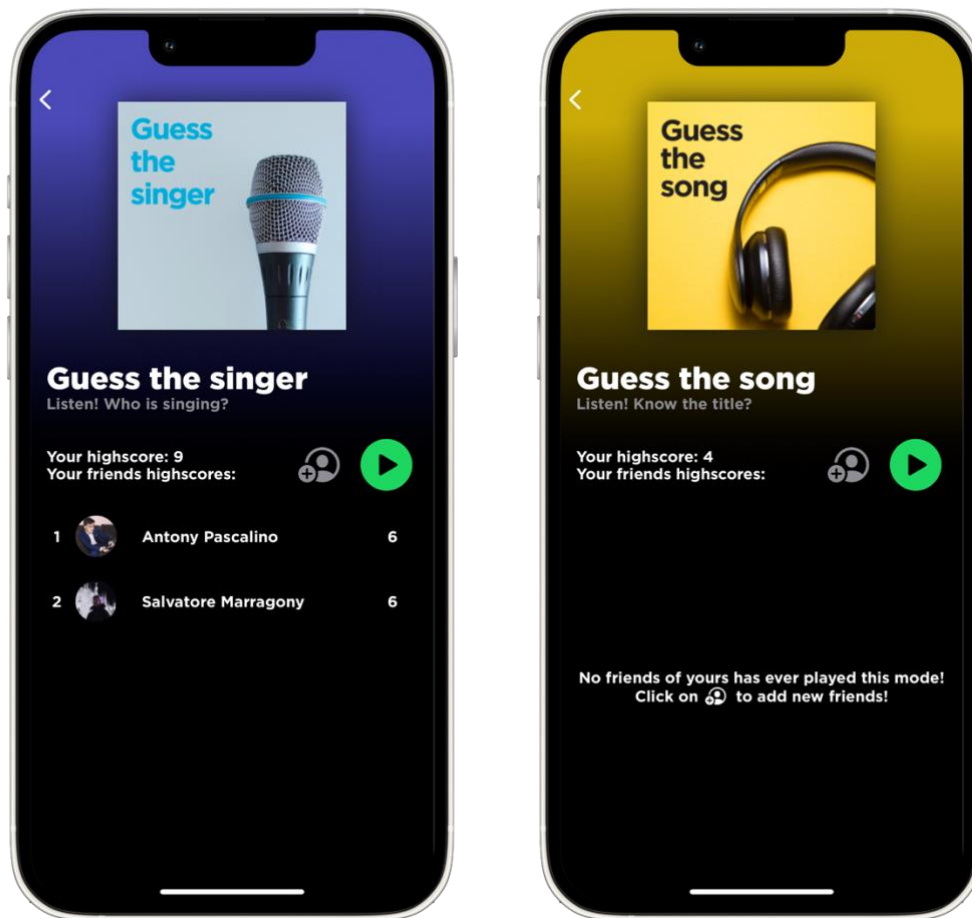 Guess
the
singer
Guess the singer
Listen! Who is singing?
Your highscore: 9
Your friends highscores:
1 Antony Pascalino 6
2 Salvatore Marragony 6
Guess
the
song
Guess the song
Listen! Know the title?
Your highscore: 4
Your friends highscores:
No friends of yours has ever played this mode!
Click on to add new friends!